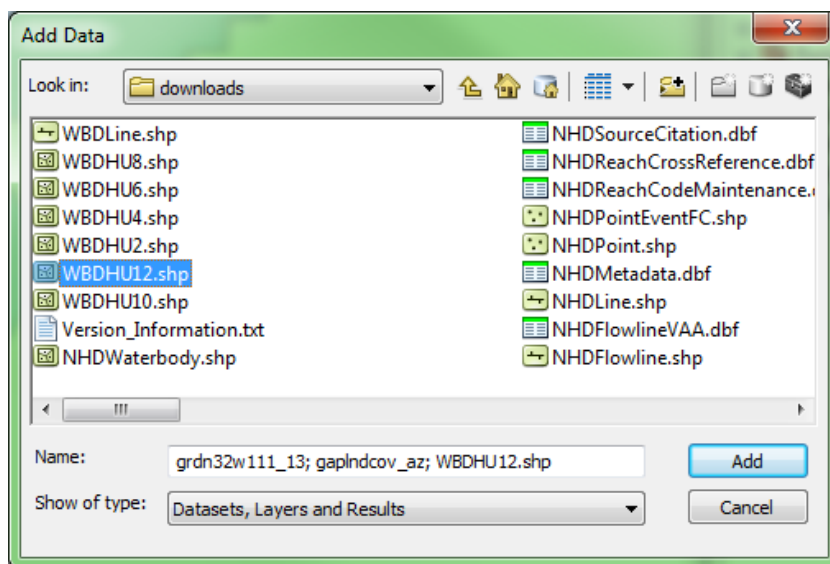 Add Data
Look in: downloads
WBDLine.shp
WBDHU8.shp
WBDHU6.shp
WBDHU4.shp
WBDHU2.shp
WBDHU12.shp
WBDHU10.shp
Version_Information.txt
NHDWaterbody.shp
NHDSourceCitation.dbf
NHDReachCrossReference.dbf
NHDReachCodeMaintenance.
NHDPointEventFC.shp
NHDPoint.shp
NHDMetadata.dbf
NHDLine.shp
NHDFlowlineVAA.dbf
NHDFlowline.shp
Name: grdn32w111_13; gaplndcov_az; WBDHU12.shp
Add
Show of type: Datasets, Layers and Results
Cancel